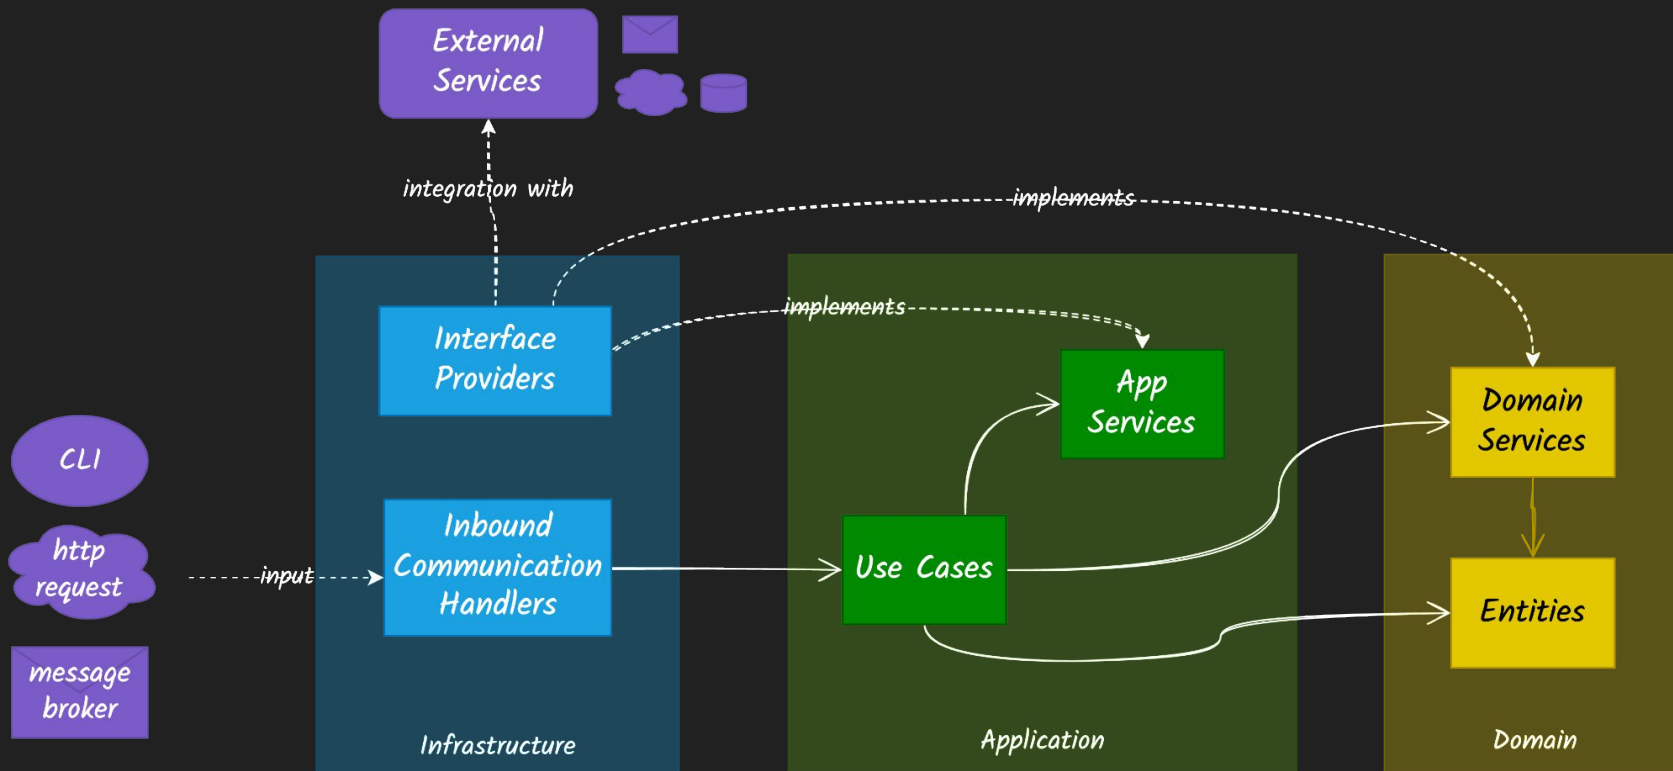 External
Services
integration with
implements
implements
Interface
Providers
App
Services
Domain
Services
CLI
http
request
input
Inbound
Communication
Handlers
Use Cases
Entities
message
broker
Infrastructure
Application
Domain